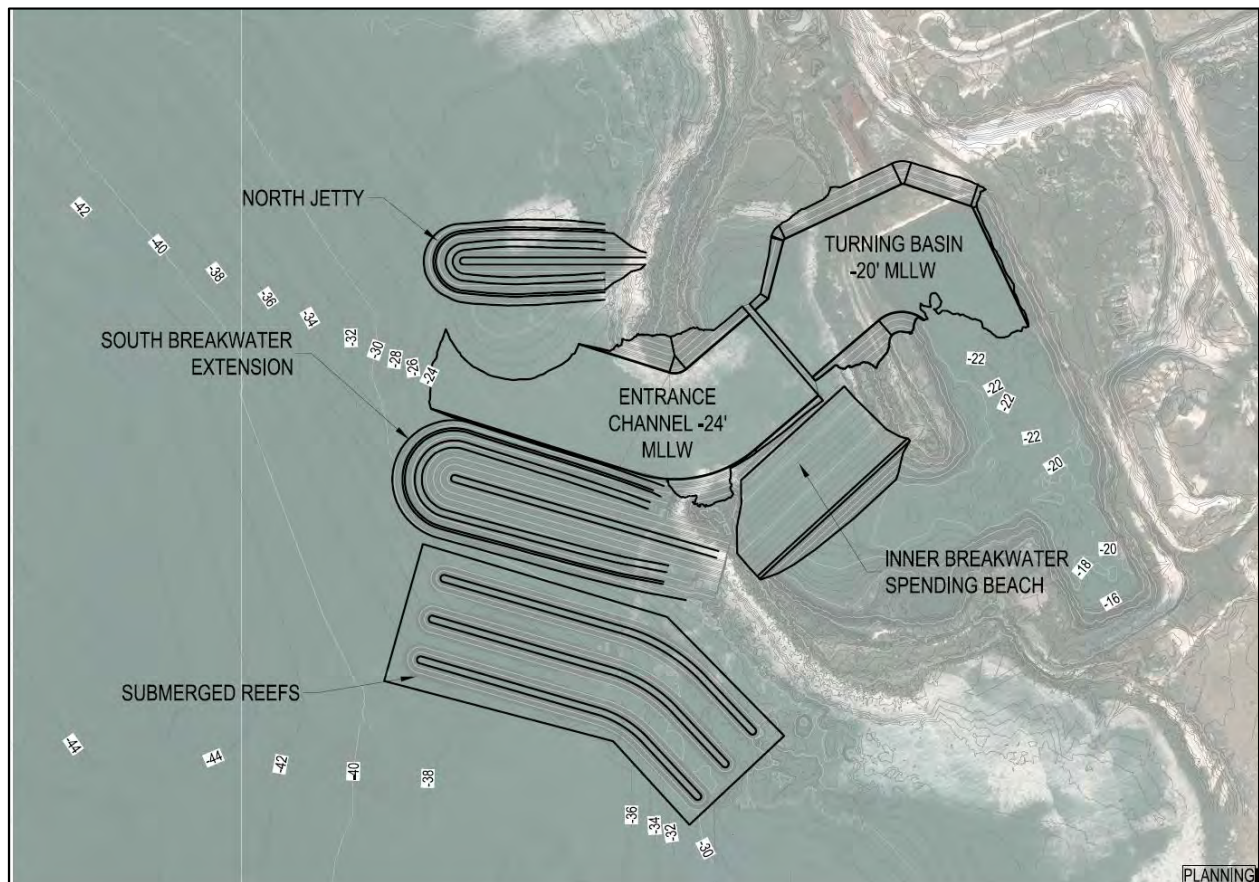 -42
-40
-38
-36
-34
-32
-30
-28
-26
-24
NORTH JETTY
SOUTH BREAKWATER
EXTENSION
TURNING BASIN
-20' MLLW
ENTRANCE
CHANNEL -24'
MLLW
-22
-22
-22
-22
-20
INNER BREAKWATER
SPENDING BEACH
-20
-18
-16
SUBMERGED REEFS
-44
-44
-42
-40
-38
-36
-34
-32
-30
PLANNING